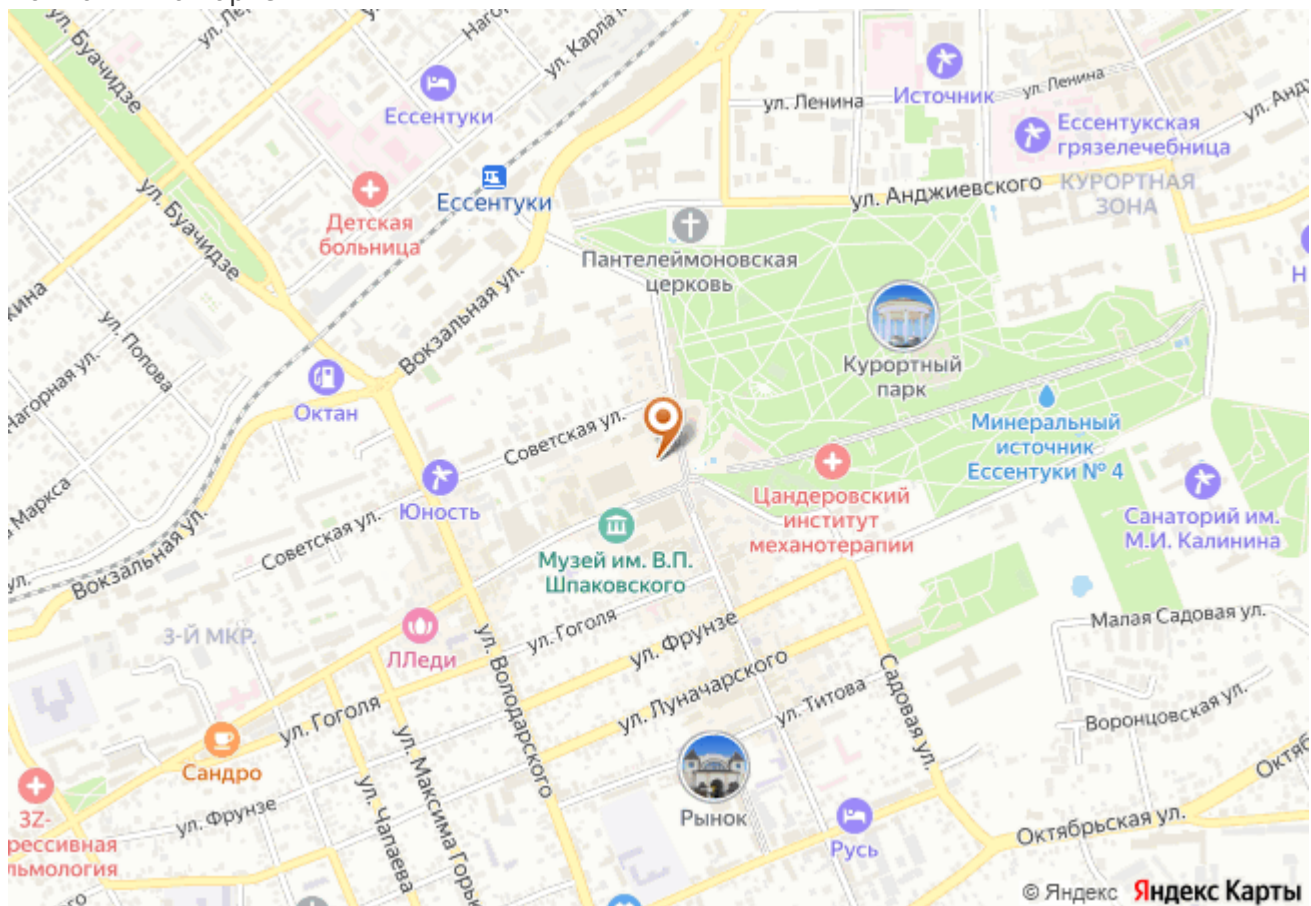 ул. Буачидзе
ул. Карла
ул. Ленина
Источник
ул. Ленина
Ессентуки
Ессентукская
грязелечебница
ул. Буачидзе
Ессентуки
ул. Анджиевского
КУРОРТНАЯ
ЗОНА
Детская
больница
Пантелеймоновская
церковь
Вокзальная ул.
ул. Попова
Нагорная ул.
Курортный
парк
Октан
Минеральный
источник
Ессентуки № 4
Советская ул.
Юность
Цандеровский
институт
механотерапии
Санаторий им.
М.И. Калинина
Советская ул.
Вокзальная ул.
Музей им. В.П.
Шпаковского
3-Й МКР.
ЛЛеди
ул. Гоголя
ул. Фрунзе
Малая Садовая ул.
ул. Володарского
ул. Луначарского
ул. Титова
Садовая ул.
Воронцовская ул.
ул. Гоголя
Сандро
ул. Максима
Рынок
3Z-
ул. Фрунзе
ул. Чапаева
Русь
Октябрьская ул.
© Яндекс Яндекс Карты